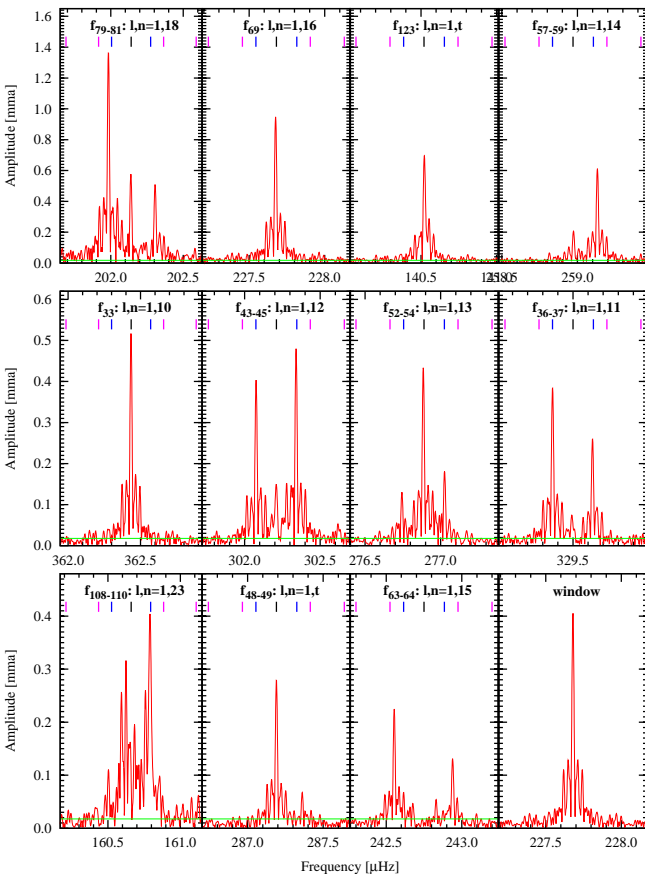 f79-81: l,n=1,18
f69: l,n=1,16
f123: l,n=1,t
f57-59: l,n=1,14
1.6
1.4
1.2
1.0
0.8
0.6
0.4
0.2
0.0
Amplitude [mma]
202.0 202.5 227.5 228.0 140.5 259.0
f33: l,n=1,10
f43-45: l,n=1,12
f52-54: l,n=1,13
f36-37: l,n=1,11
0.6
0.5
0.4
0.3
0.2
0.1
0.0
Amplitude [mma]
362.0 362.5 302.0 302.5 276.5 277.0 329.5
f108-110: l,n=1,23
f48-49: l,n=1,t
f63-64: l,n=1,15
window
0.4
0.3
0.2
0.1
0.0
Amplitude [mma]
160.5 161.0 287.0 287.5 242.5 243.0 227.5 228.0
Frequency [μHz]